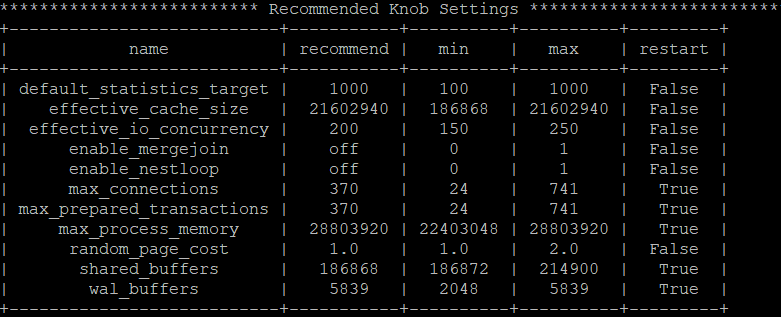 ************************** Recommended Knob Settings *************************
+---------------------------+-----------+----------+----------+---------+
|            name           | recommend |   min    |   max    | restart |
+---------------------------+-----------+----------+----------+---------+
| default_statistics_target |    1000   |   100    |   1000   |  False  |
|    effective_cache_size   |  21602940 |  186868  | 21602940 |  False  |
|  effective_io_concurrency |    200    |   150    |   250    |  False  |
|      enable_mergejoin     |    off    |    0     |    1     |  False  |
|      enable_nestloop      |    off    |    0     |    1     |  False  |
|      max_connections      |    370    |    24    |   741    |   True  |
| max_prepared_transactions |    370    |    24    |   741    |   True  |
|     max_process_memory    |  28803920 | 22403048 | 28803920 |   True  |
|      random_page_cost     |    1.0    |   1.0    |   2.0    |  False  |
|       shared_buffers      |   186868  |  186872  |  214900  |   True  |
|        wal_buffers        |    5839   |   2048   |   5839   |   True  |
+---------------------------+-----------+----------+----------+---------+